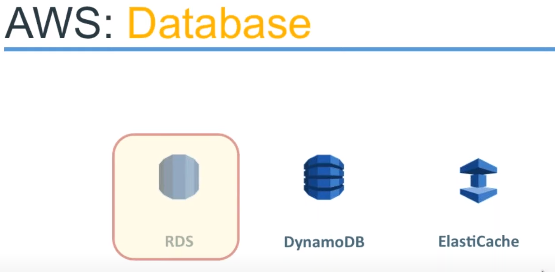 AWS: Database
RDS
DynamoDB
ElastiCache